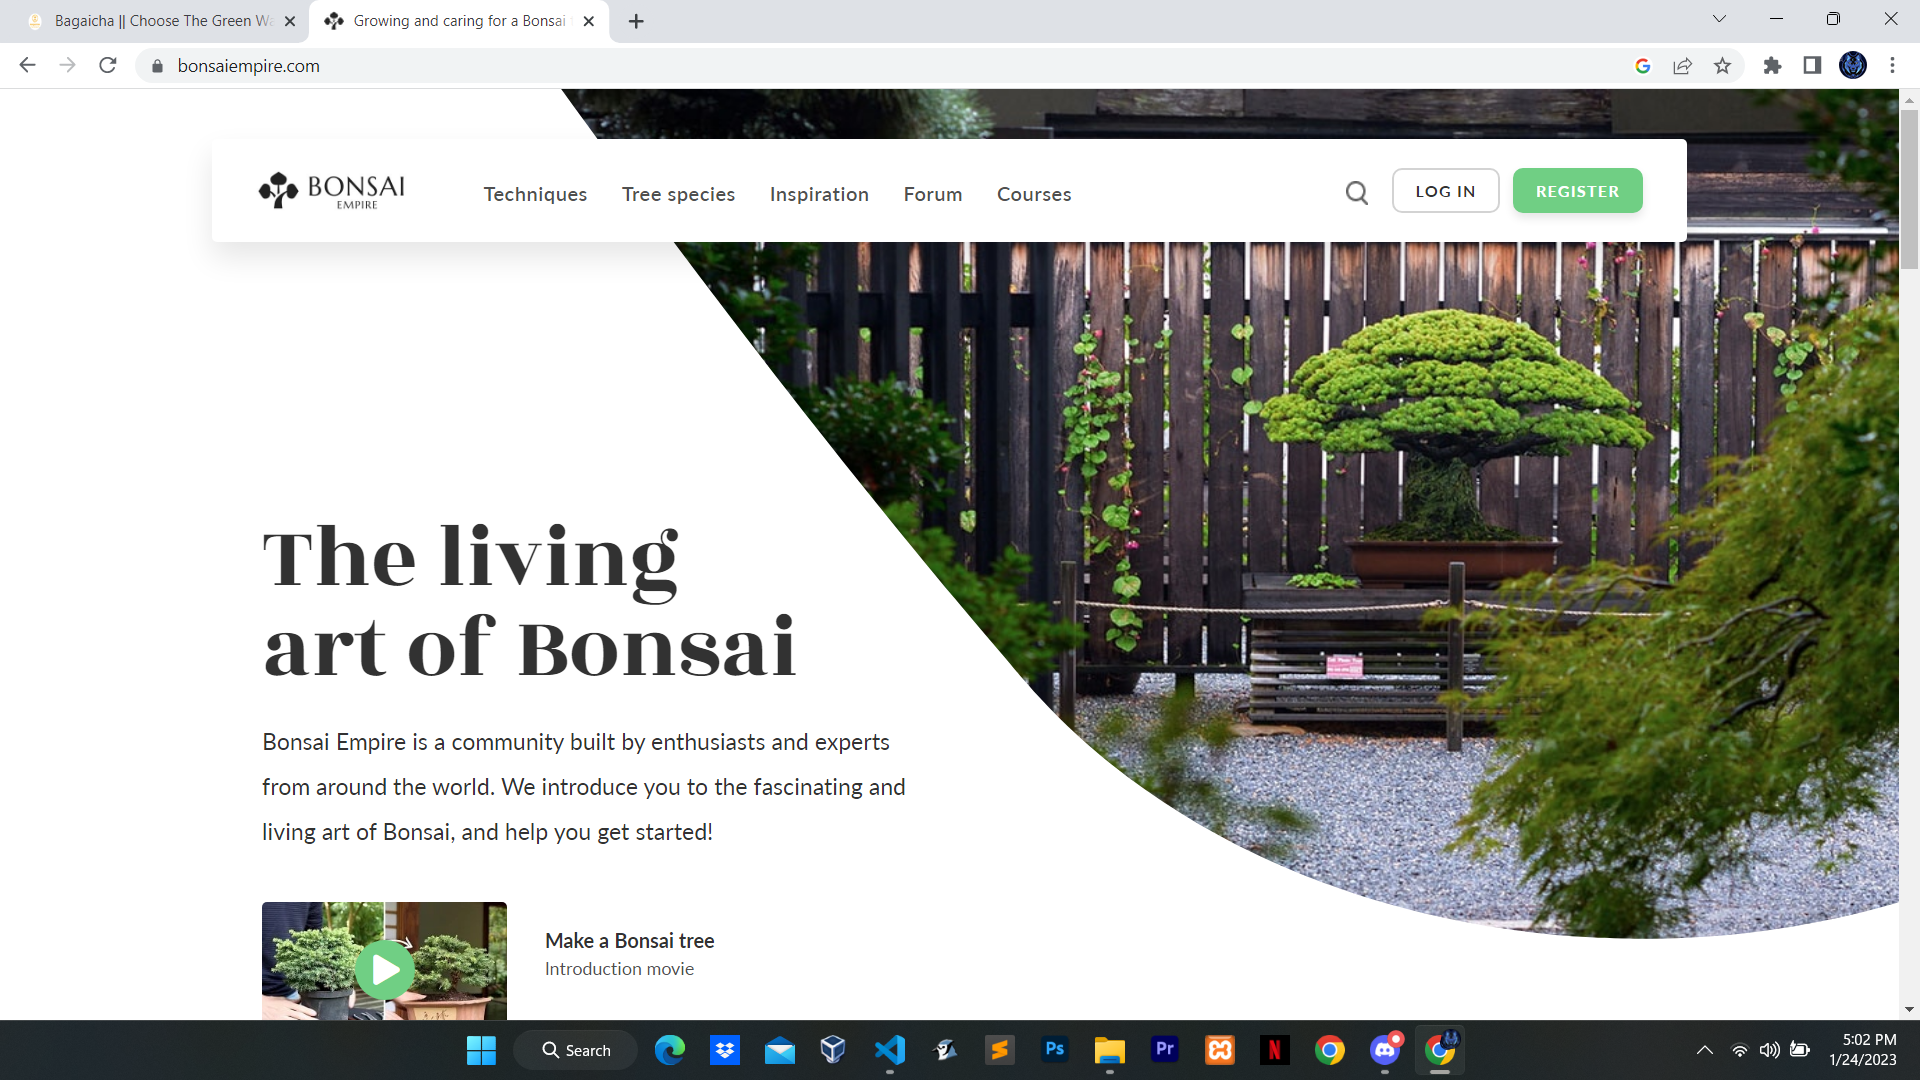 Bagaicha || Choose The Green Wa
Growing and caring for a Bonsai
bonsaiempire.com
BONSAI
EMPIRE
Techniques
Tree species
Inspiration
Forum
Courses
LOG IN
REGISTER
The living
art of Bonsai
Bonsai Empire is a community built by enthusiasts and experts
from around the world. We introduce you to the fascinating and
living art of Bonsai, and help you get started!
Make a Bonsai tree
Introduction movie
Search
Ps
Pr
5:02 PM
1/24/2023